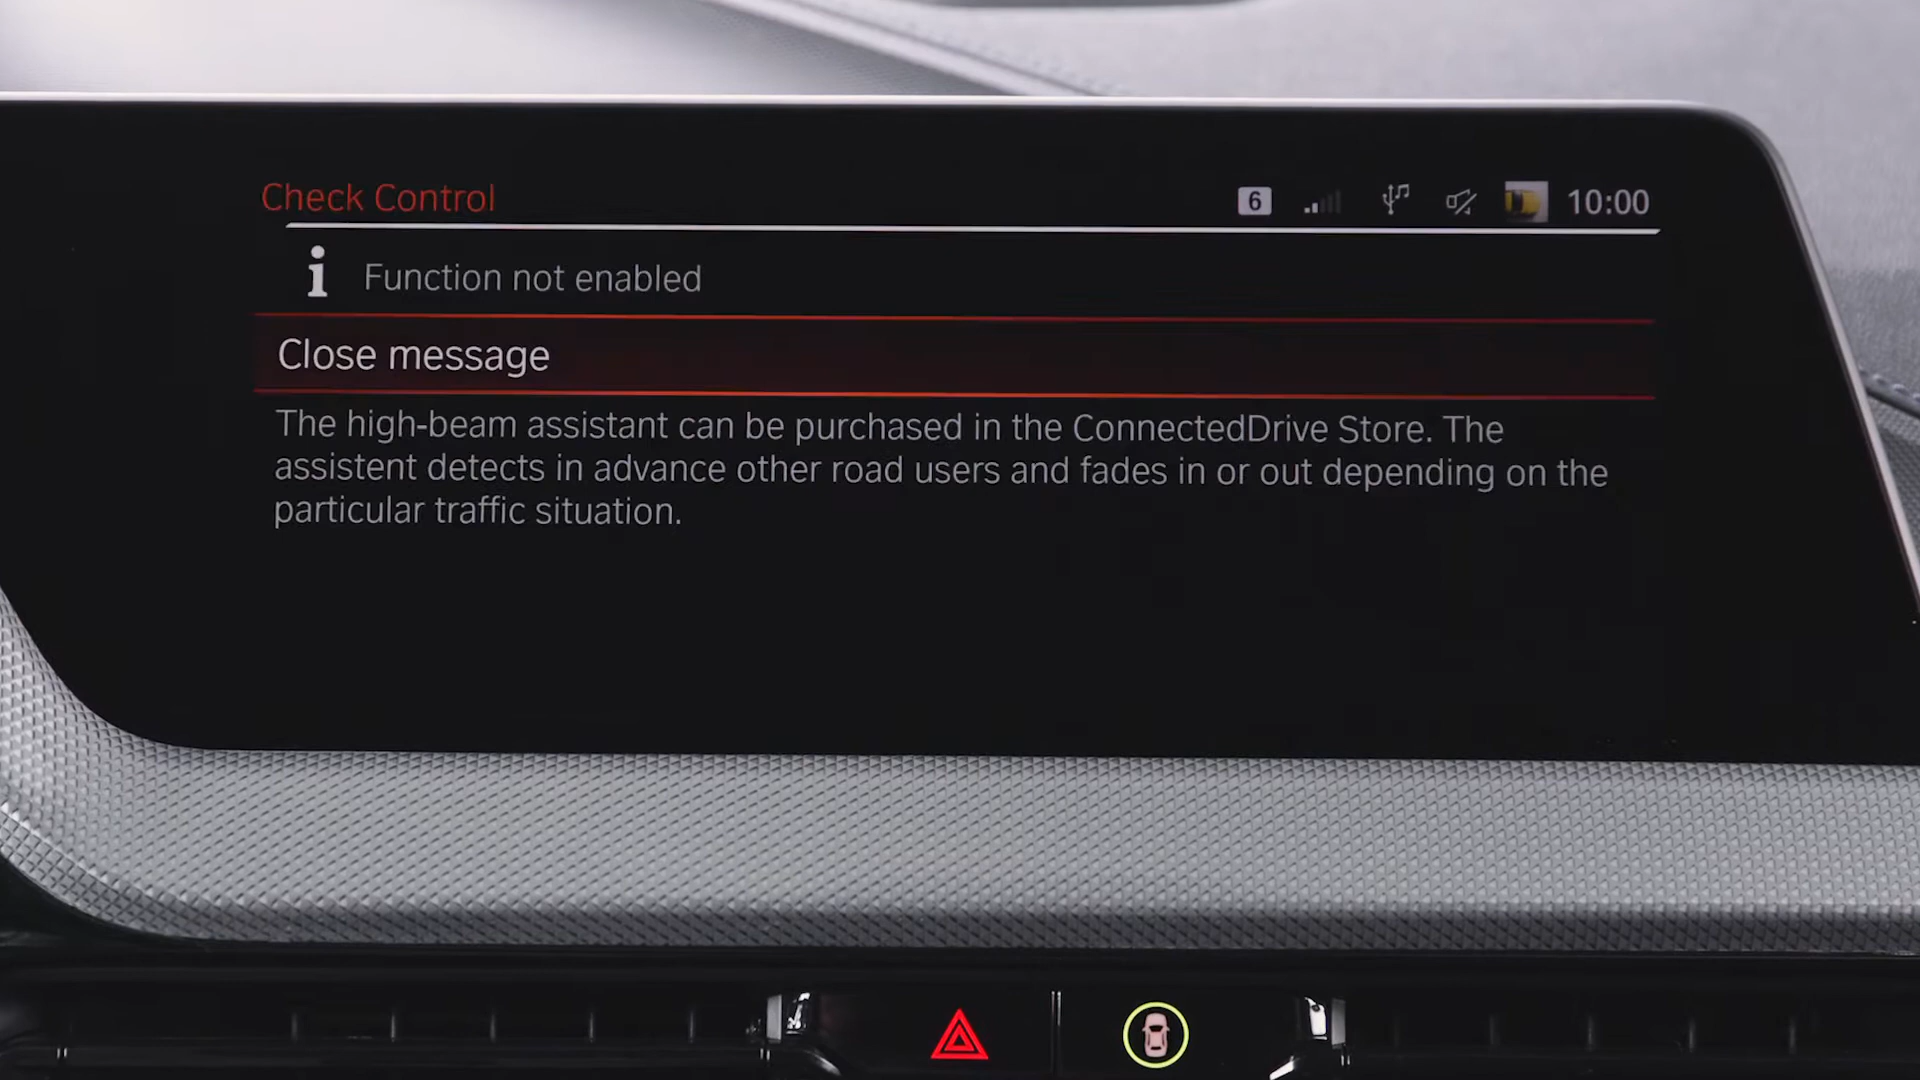 Check Control
6
10:00
Function not enabled
Close message
The high-beam assistant can be purchased in the ConnectedDrive Store. The
assistent detects in advance other road users and fades in or out depending on the
particular traffic situation.